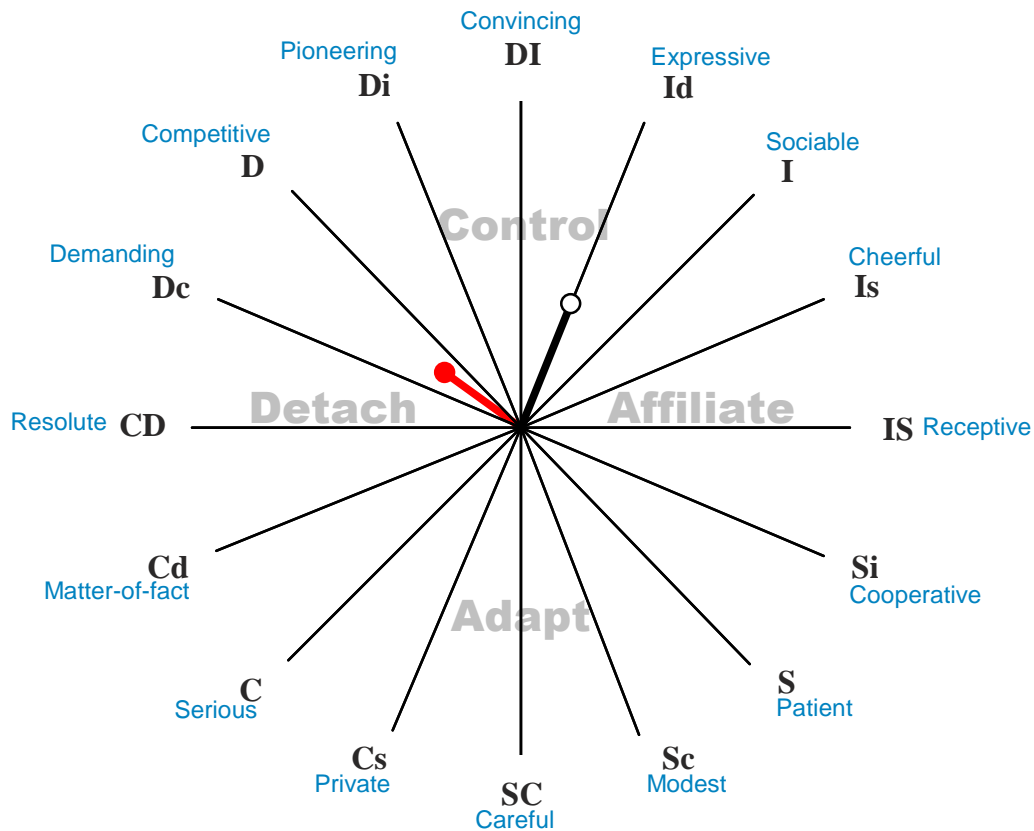 Convincing
DI
Pioneering
Di
Expressive
Id
Competitive
D
Sociable
I
Control
Demanding
Dc
Cheerful
Is
Detach
Affiliate
Resolute CD
IS Receptive
Cd
Matter-of-fact
Si
Cooperative
Adapt
C
Serious
S
Patient
Cs
Private
Sc
Modest
SC
Careful